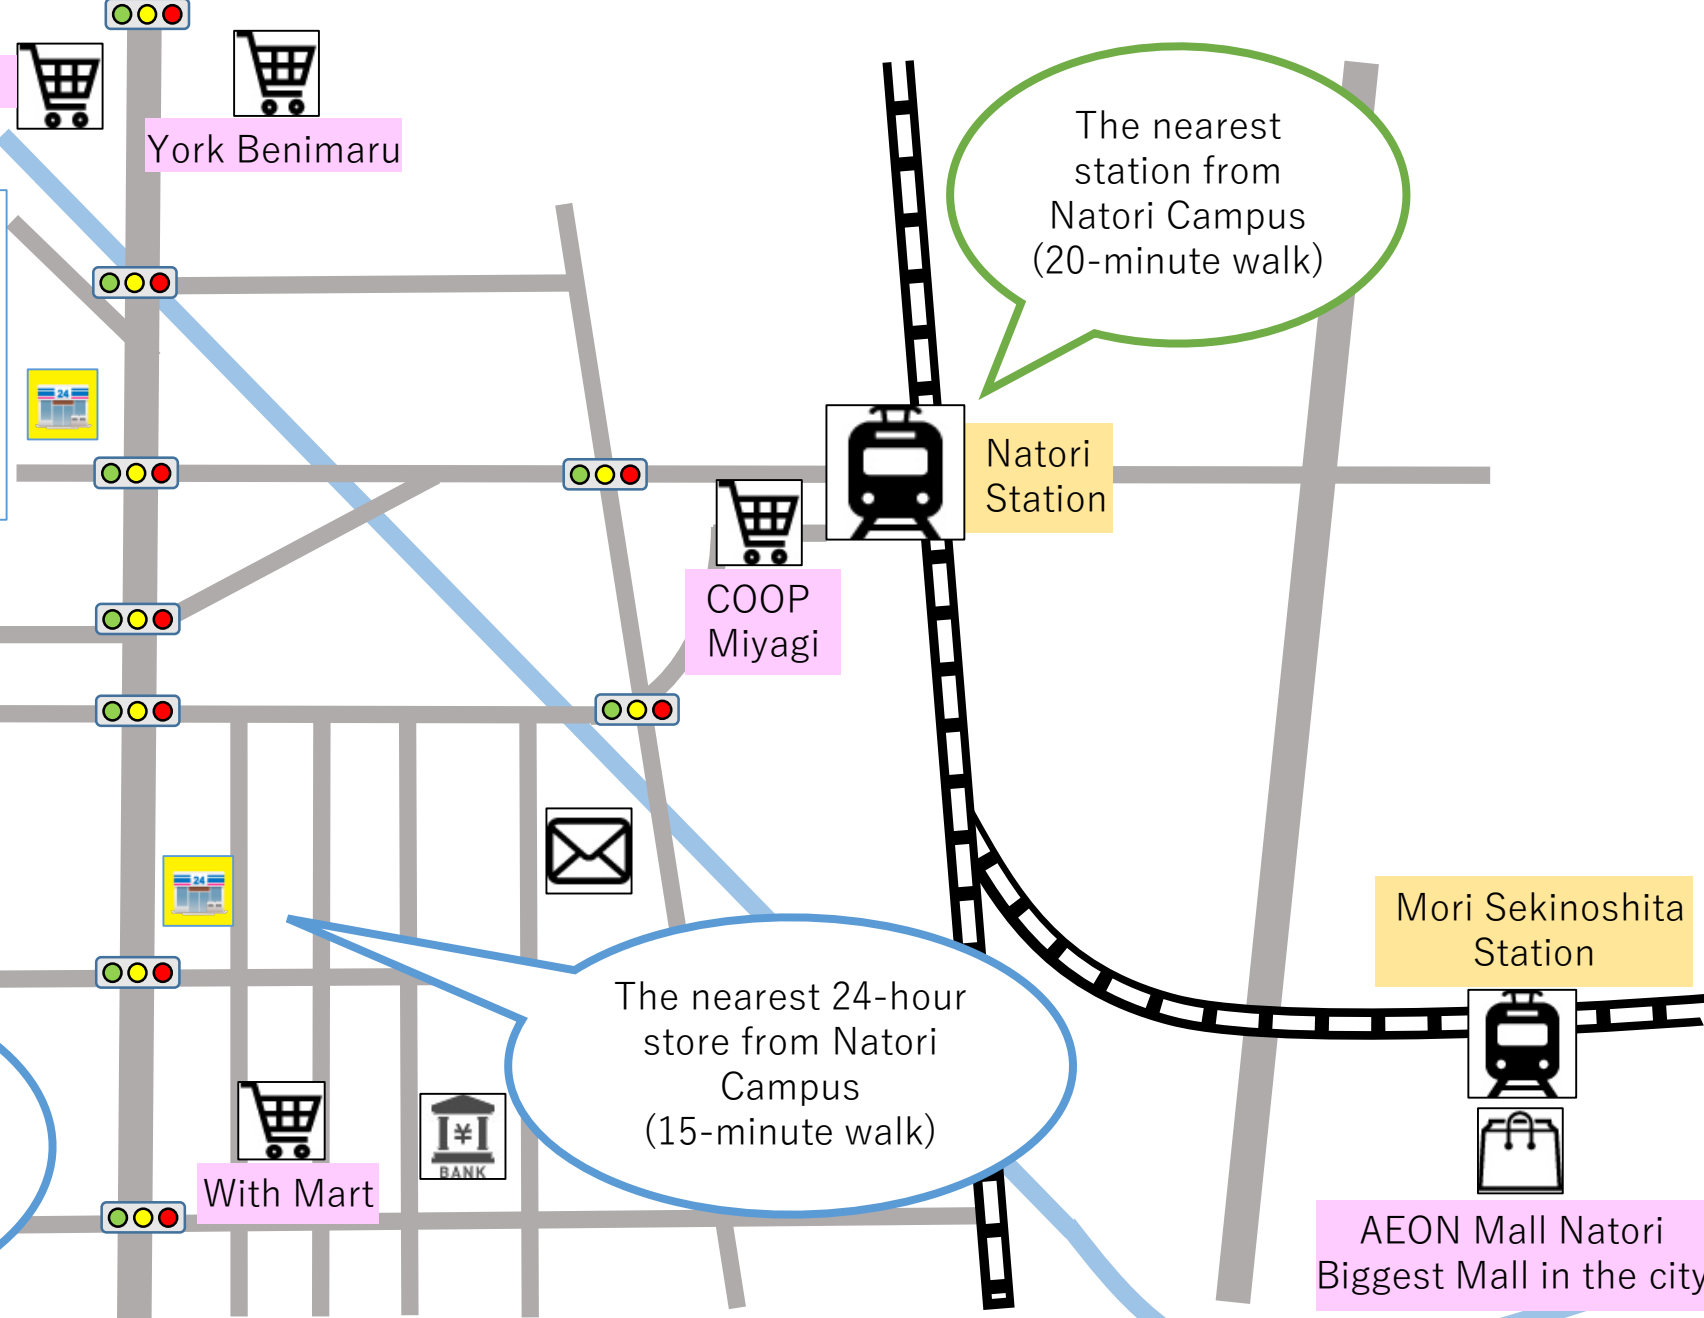 York Benimaru
The nearest
station from
Natori Campus
(20-minute walk)
24
Natori
Station
COOP
Miyagi
24
Mori Sekinoshita
Station
The nearest 24-hour
store from Natori
Campus
(15-minute walk)
¥
BANK
With Mart
AEON Mall Natori
Biggest Mall in the city